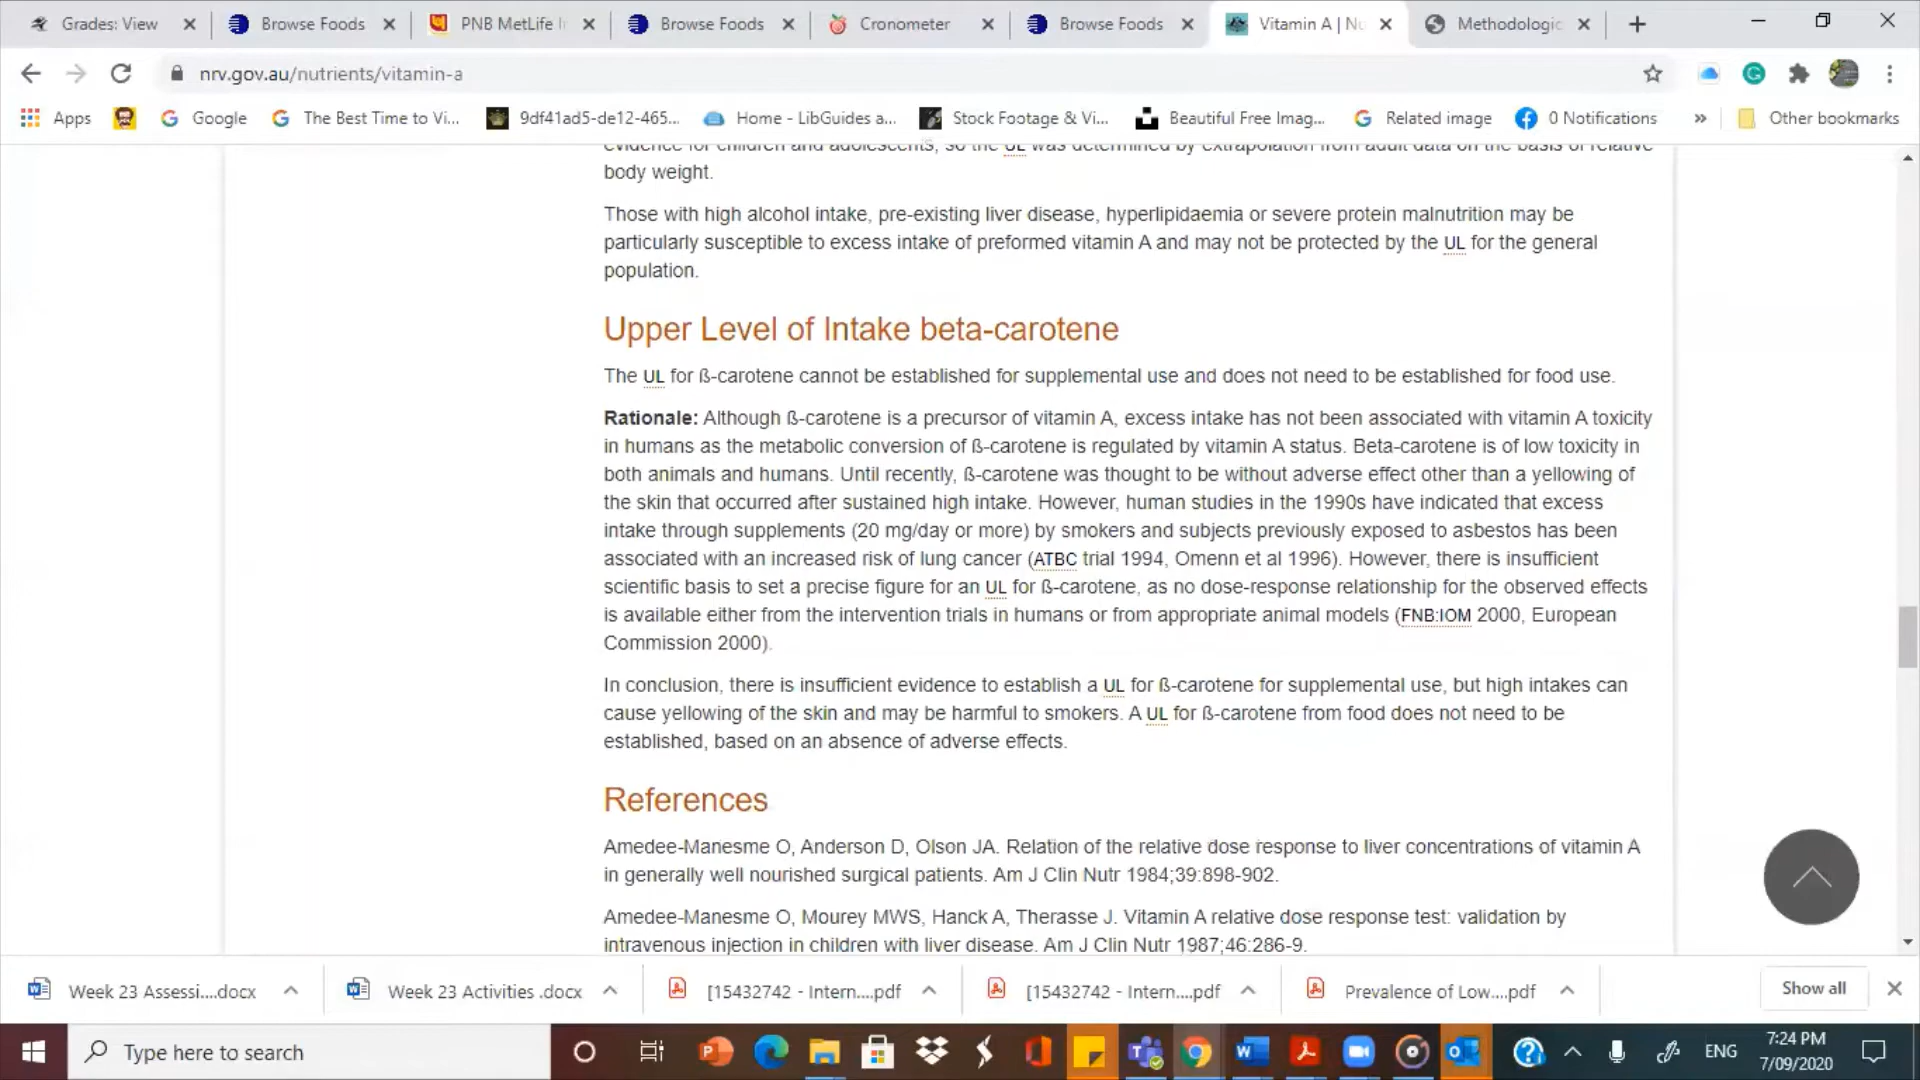 Grades: View
Browse Foods
PNB MetLife I
Browse Foods
Cronometer
Browse Foods
Vitamin A | Nu
Methodologic
nrv.gov.au/nutrients/vitamin-a
Apps
Google
The Best Time to Vi...
9df41ad5-de12-465...
Home - LibGuides a...
Stock Footage & Vi...
Beautiful Free Imag...
Related image
0 Notifications
»
Other bookmarks
evidence for children and adolescents, so the UL was determined by extrapolation from adult data on the basis of relative
body weight.
Those with high alcohol intake, pre-existing liver disease, hyperlipidaemia or severe protein malnutrition may be
particularly susceptible to excess intake of preformed vitamin A and may not be protected by the UL for the general
population.
Upper Level of Intake beta-carotene
The UL for ß-carotene cannot be established for supplemental use and does not need to be established for food use.
Rationale: Although ß-carotene is a precursor of vitamin A, excess intake has not been associated with vitamin A toxicity
in humans as the metabolic conversion of ß-carotene is regulated by vitamin A status. Beta-carotene is of low toxicity in
both animals and humans. Until recently, ß-carotene was thought to be without adverse effect other than a yellowing of
the skin that occurred after sustained high intake. However, human studies in the 1990s have indicated that excess
intake through supplements (20 mg/day or more) by smokers and subjects previously exposed to asbestos has been
associated with an increased risk of lung cancer (ATBC trial 1994, Omenn et al 1996). However, there is insufficient
scientific basis to set a precise figure for an UL for ß-carotene, as no dose-response relationship for the observed effects
is available either from the intervention trials in humans or from appropriate animal models (FNB:IOM 2000, European
Commission 2000).
In conclusion, there is insufficient evidence to establish a UL for ß-carotene for supplemental use, but high intakes can
cause yellowing of the skin and may be harmful to smokers. A UL for ß-carotene from food does not need to be
established, based on an absence of adverse effects.
References
Amedee-Manesme O, Anderson D, Olson JA. Relation of the relative dose response to liver concentrations of vitamin A
in generally well nourished surgical patients. Am J Clin Nutr 1984;39:898-902.
Amedee-Manesme O, Mourey MWS, Hanck A, Therasse J. Vitamin A relative dose response test: validation by
intravenous injection in children with liver disease. Am J Clin Nutr 1987;46:286-9.
Week 23 Assessi....docx
Week 23 Activities .docx
[15432742 - Intern....pdf
[15432742 - Intern....pdf
Prevalence of Low....pdf
Show all
Type here to search
ENG
7:24 PM
7/09/2020